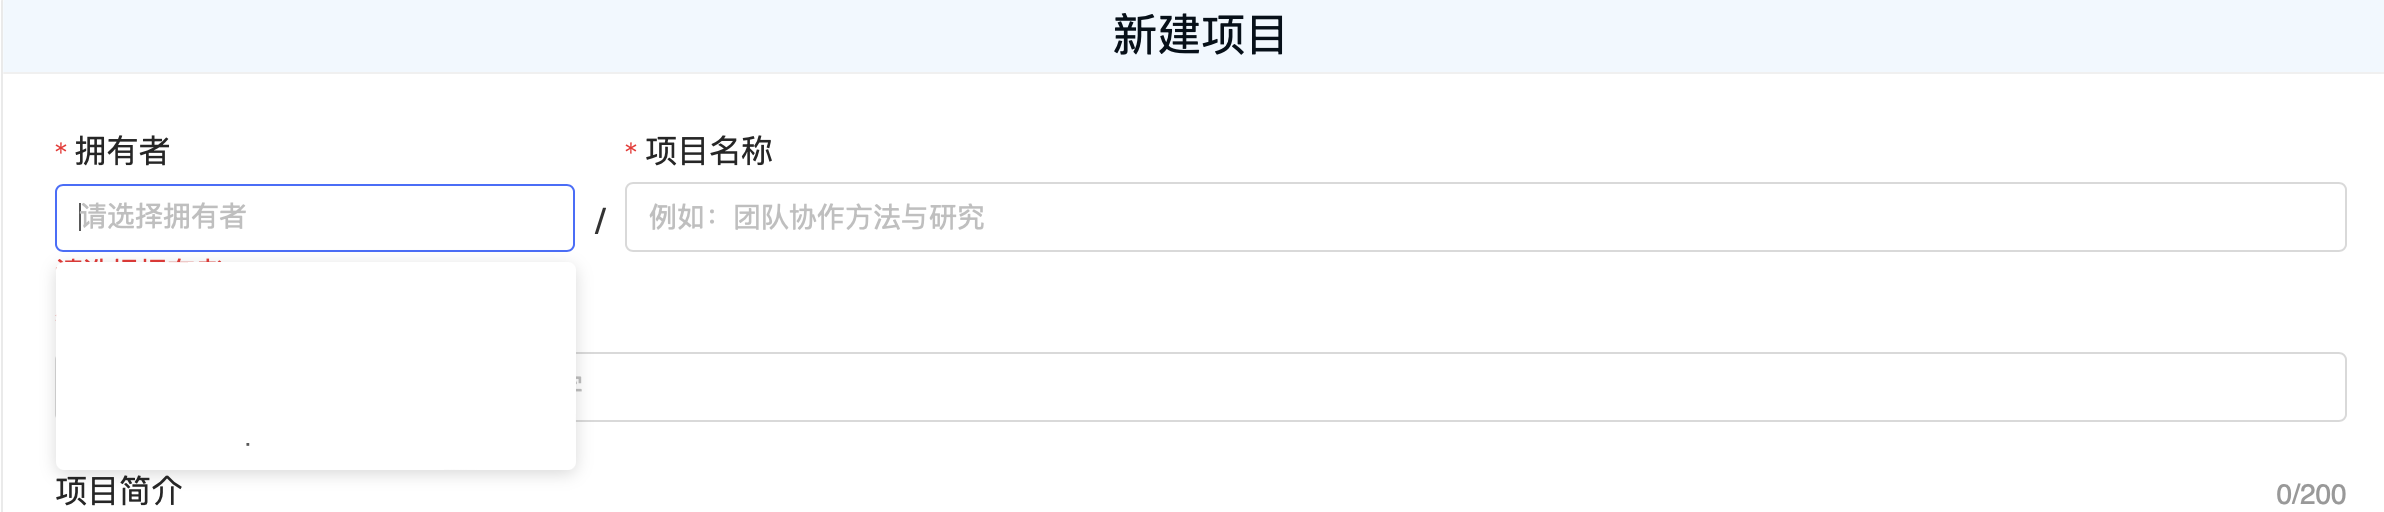 新建项目
* 拥有者
* 项目名称
请选择拥有者
/
例如：团队协作方法与研究
项目简介
0/200